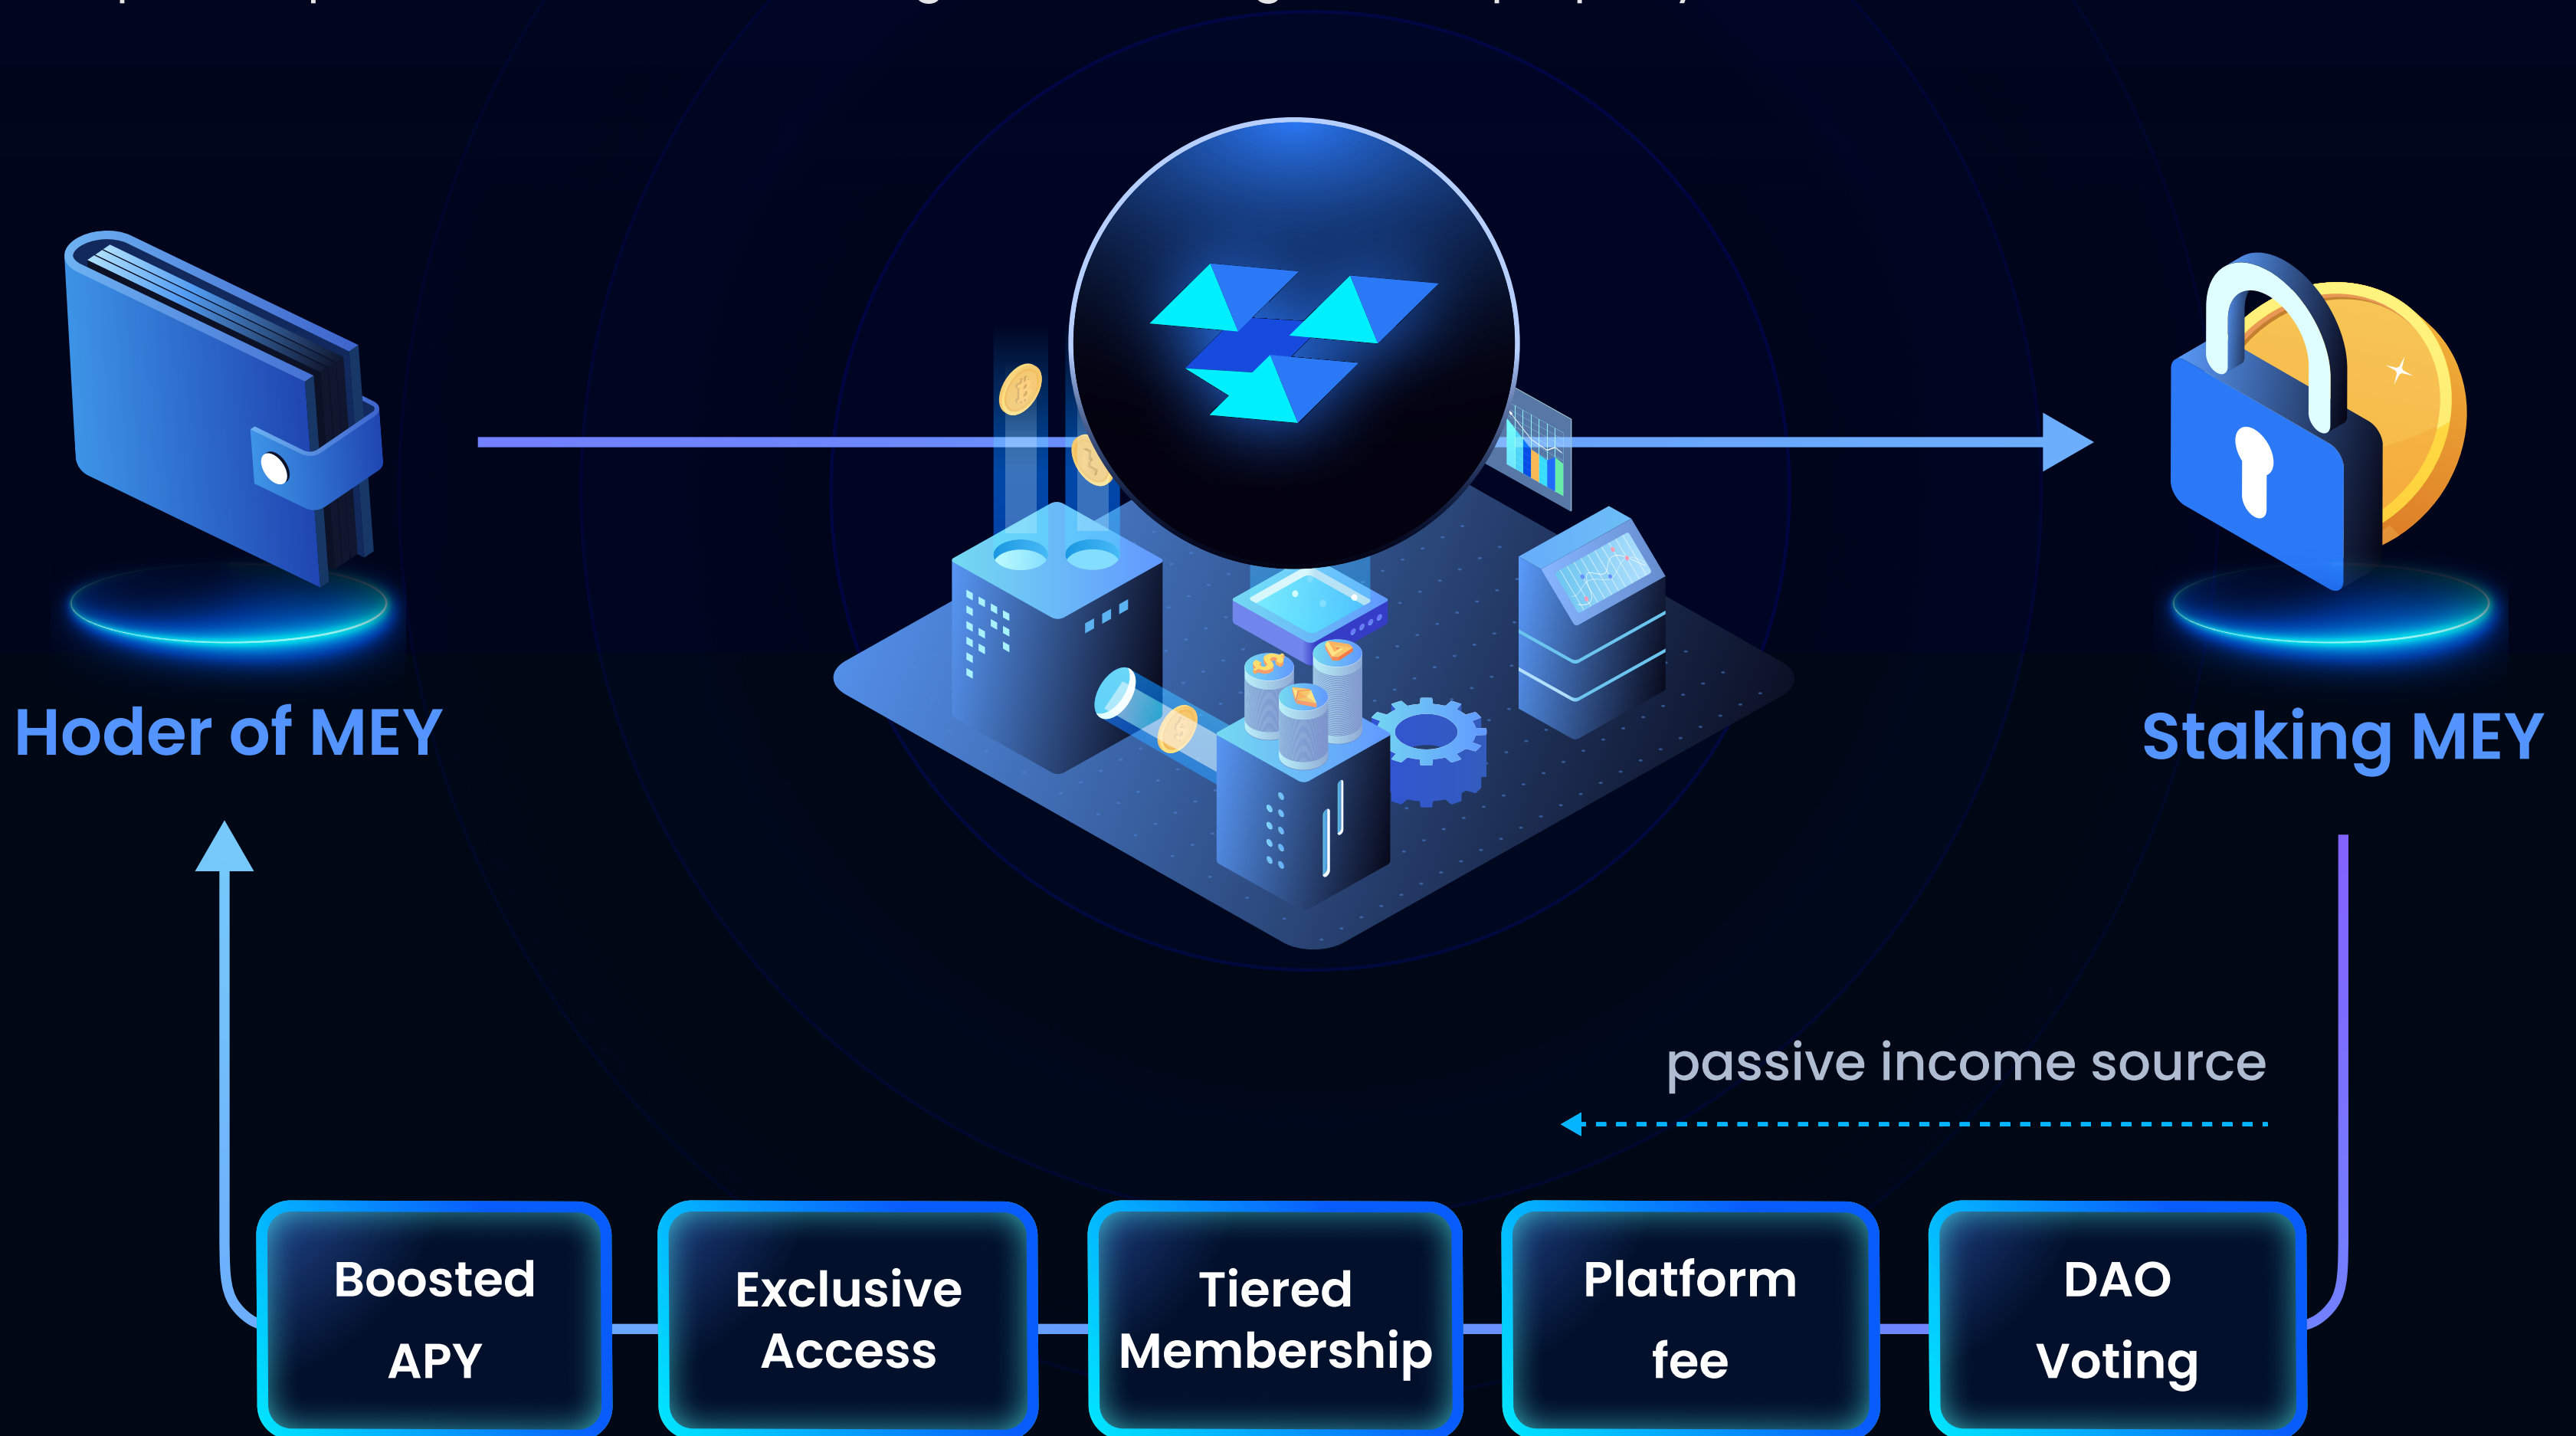 Hoder of MEY
Staking MEY
passive income source
Boosted
APY
Exclusive
Access
Tiered
Membership
Platform
fee
DAO
Voting